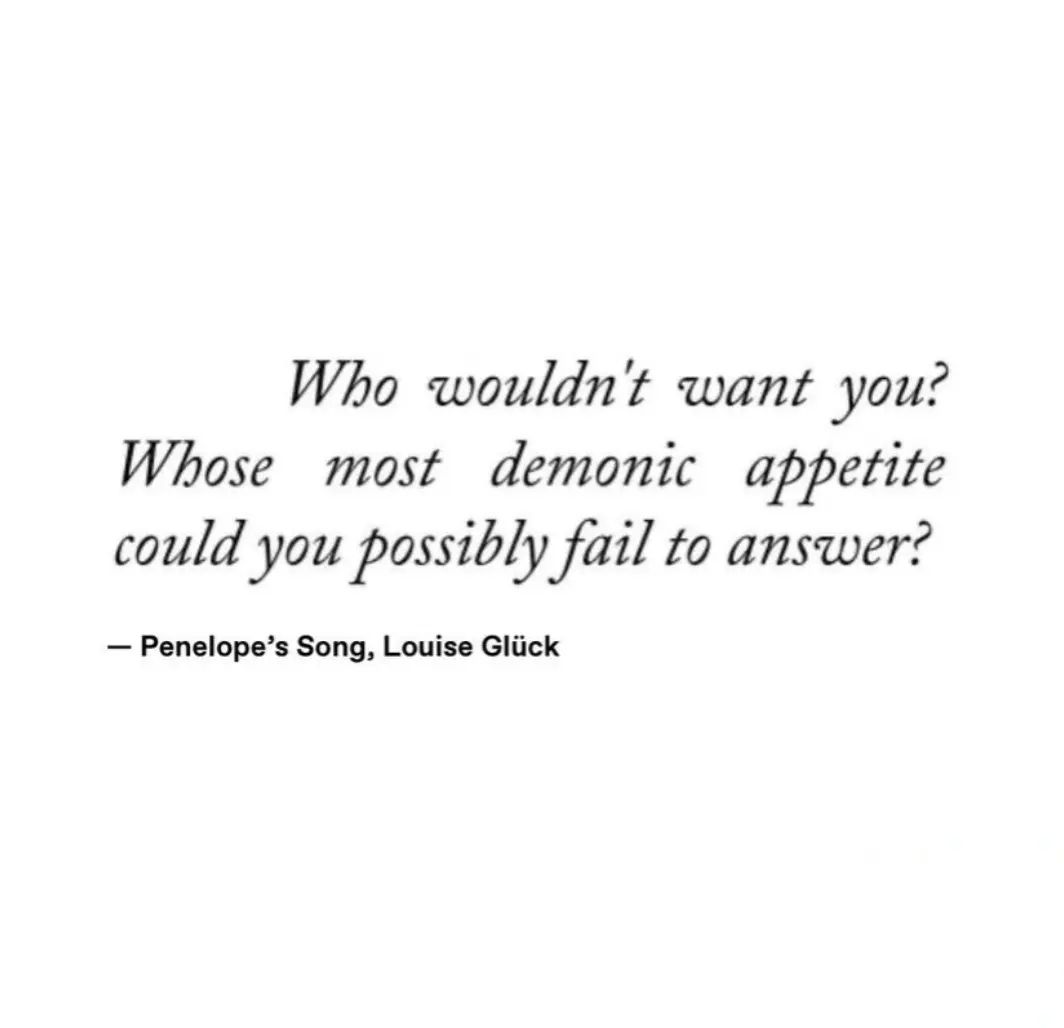 Who wouldn't want you?
Whose most demonic appetite
could you possibly fail to answer?
— Penelope’s Song, Louise Glück